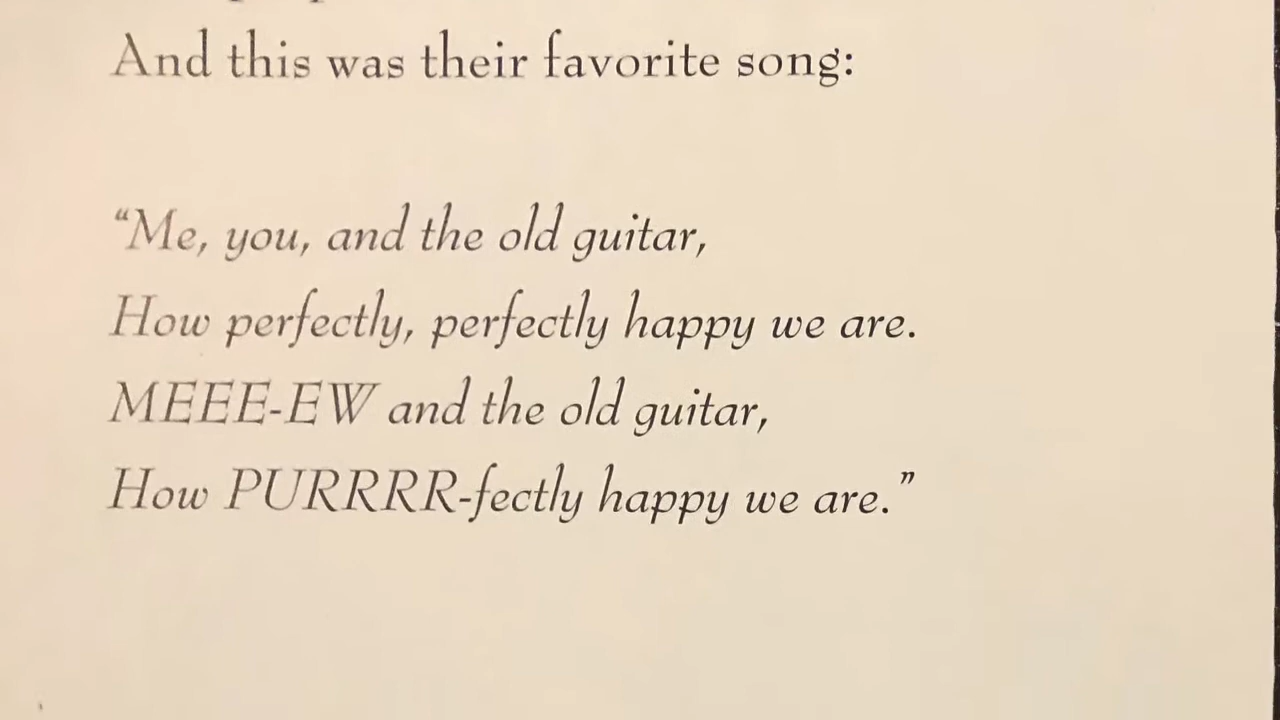 And this was their favorite song:
“Me, you, and the old guitar,
How perfectly, perfectly happy we are.
MEEE-EW and the old guitar,
How PURRRR-fectly happy we are.”